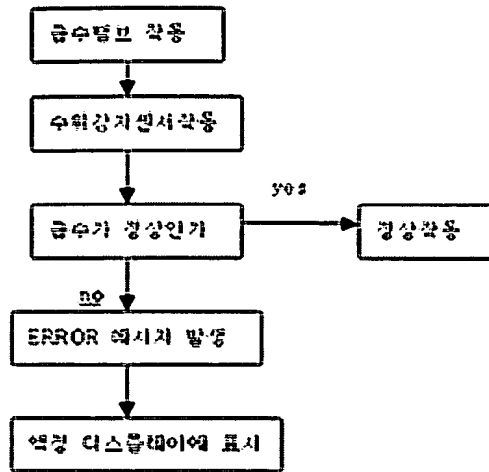 급수밸브 작동
수위감지센서작동
급수가 정상인가
yes
정상작동
no
ERROR 메시지 발생
액정 디스플레이에 표시